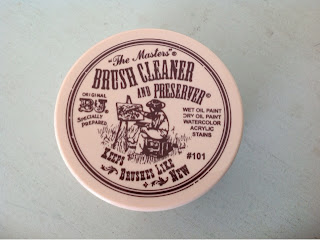 "The Masters"®
BRUSH CLEANER
AND PRESERVER®
ORIGINAL
B&J
SPECIALLY
PREPARED
WET OIL PAINT
DRY OIL PAINT
WATERCOLOR
ACRYLIC
STAINS
#101
KEEPS
BRUSHES LIKE
NEW